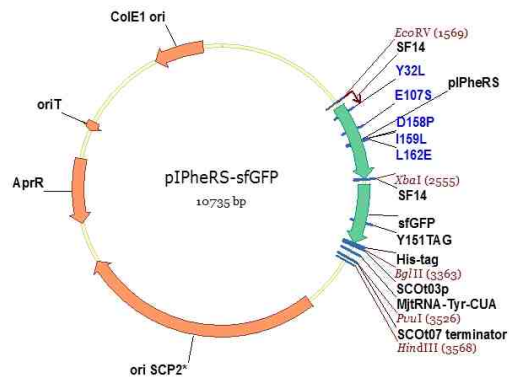 ColE1 ori
EcoRV (1569)
SF14
Y32L
pIPheRS
E107S
D158P
I159L
L162E
oriT
AprR
pIPheRS-sfGFP
10735 bp
XbaI (2555)
SF14
sfGFP
Y151TAG
His-tag
BglII (3363)
SCOt03p
MjtRNA-Tyr-CUA
PvuI (3526)
SCOt07 terminator
HindIII (3568)
ori SCP2*